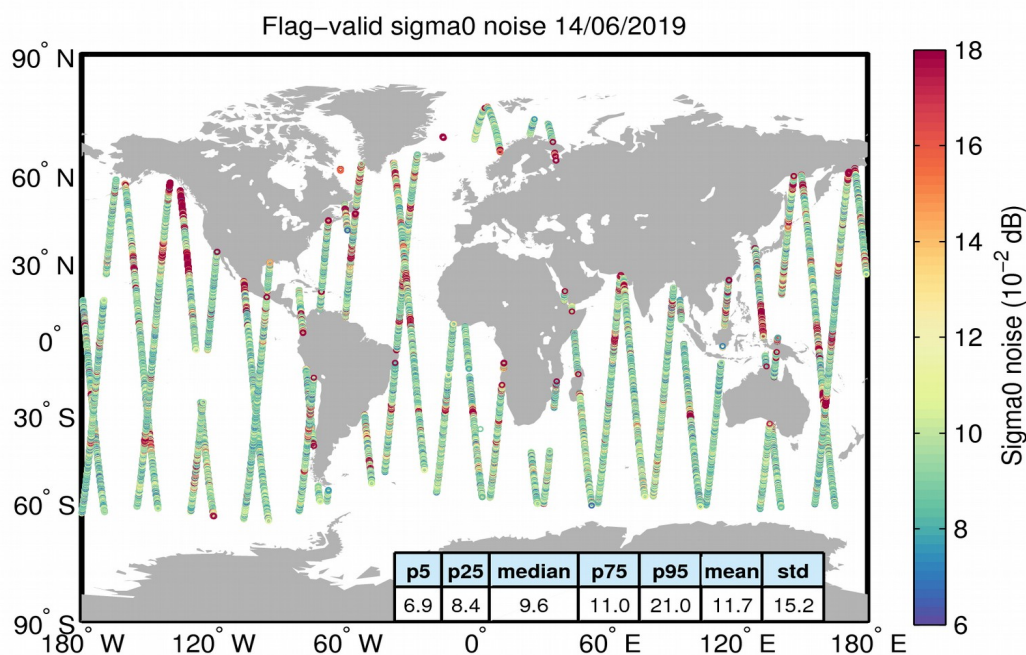 Flag-valid sigma0 noise 14/06/2019
90° N
60° N
30° N
0°
30° S
60° S
90° S
180° W
120° W
60° W
0°
60° E
120° E
180° E
p5 p25 median p75 p95 mean std
6.9 8.4 9.6 11.0 21.0 11.7 15.2
18
16
14
12
10
8
6
Sigma0 noise (10⁻² dB)